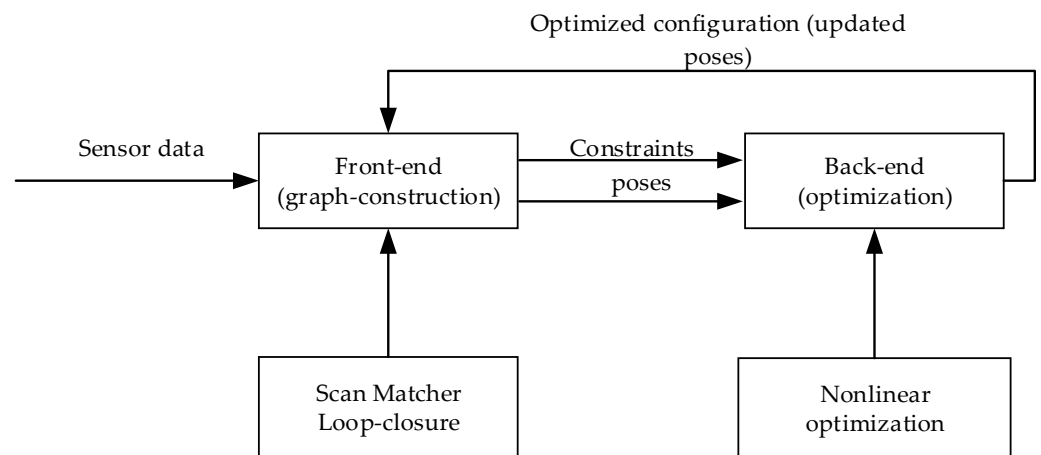 Optimized configuration (updated
poses)
Sensor data
Front-end
(graph-construction)
Constraints
poses
Back-end
(optimization)
Scan Matcher
Loop-closure
Nonlinear
optimization